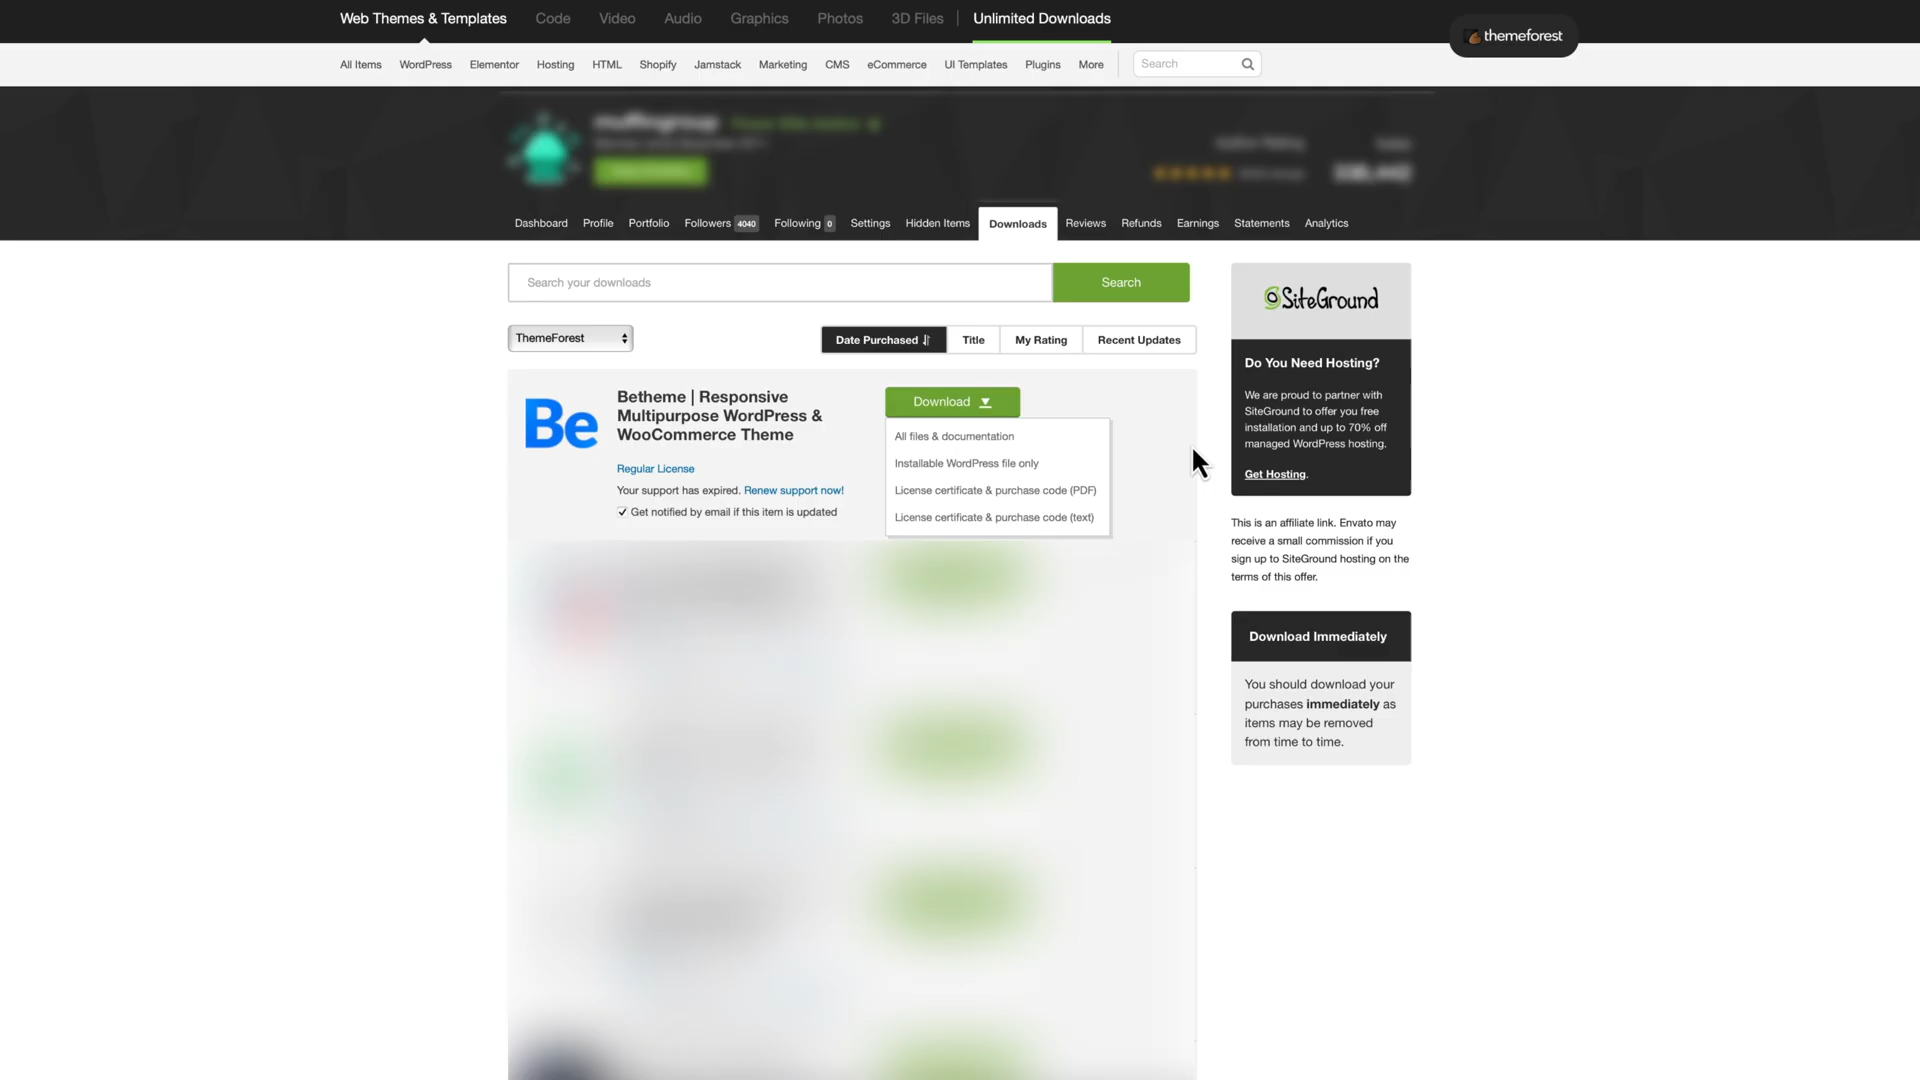 Web Themes & Templates Code Video Audio Graphics Photos 3D Files Unlimited Downloads
themeforest
All Items WordPress Elementor Hosting HTML Shopify Jamstack Marketing CMS eCommerce UI Templates Plugins More Search
Dashboard Profile Portfolio Followers 4040 Following 0 Settings Hidden Items Downloads Reviews Refunds Earnings Statements Analytics
Search your downloads Search
ThemeForest
Date Purchased Title My Rating Recent Updates
Be
Betheme | Responsive
Multipurpose WordPress &
WooCommerce Theme
Regular License
Your support has expired. Renew support now!
Get notified by email if this item is updated
Download
All files & documentation
Installable WordPress file only
License certificate & purchase code (PDF)
License certificate & purchase code (text)
SiteGround
Do You Need Hosting?
We are proud to partner with
SiteGround to offer you free
installation and up to 70% off
managed WordPress hosting.
Get Hosting.
This is an affiliate link. Envato may
receive a small commission if you
sign up to SiteGround hosting on the
terms of this offer.
Download Immediately
You should download your
purchases immediately as
items may be removed
from time to time.